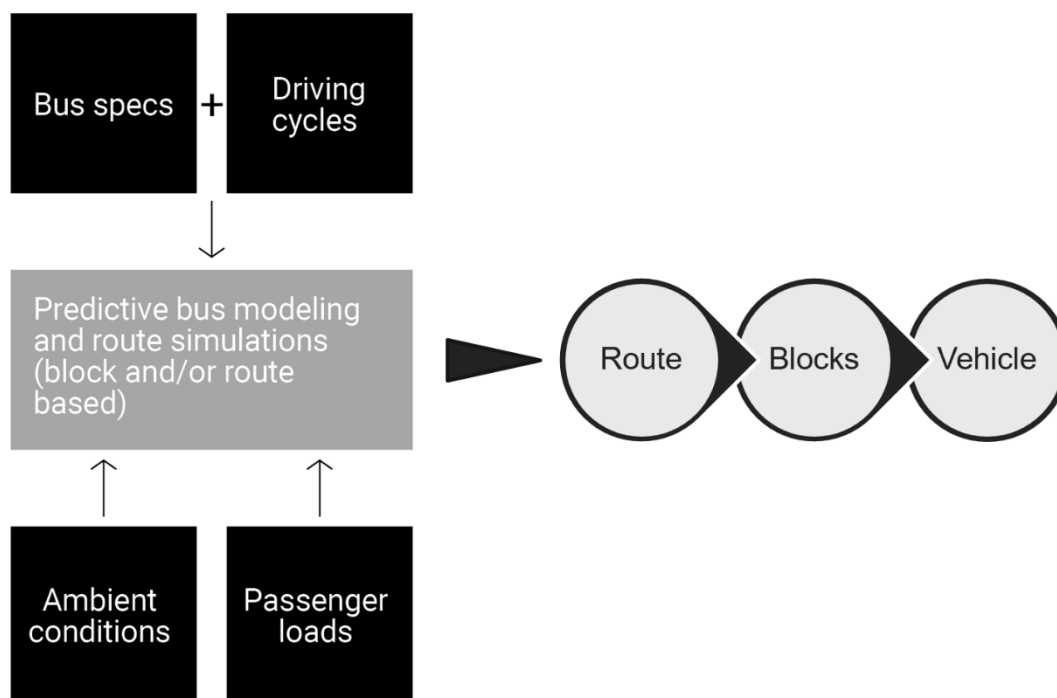 Bus specs
+
Driving
cycles
Predictive bus modeling
and route simulations
(block and/or route
based)
Route
Blocks
Vehicle
Ambient
conditions
Passenger
loads